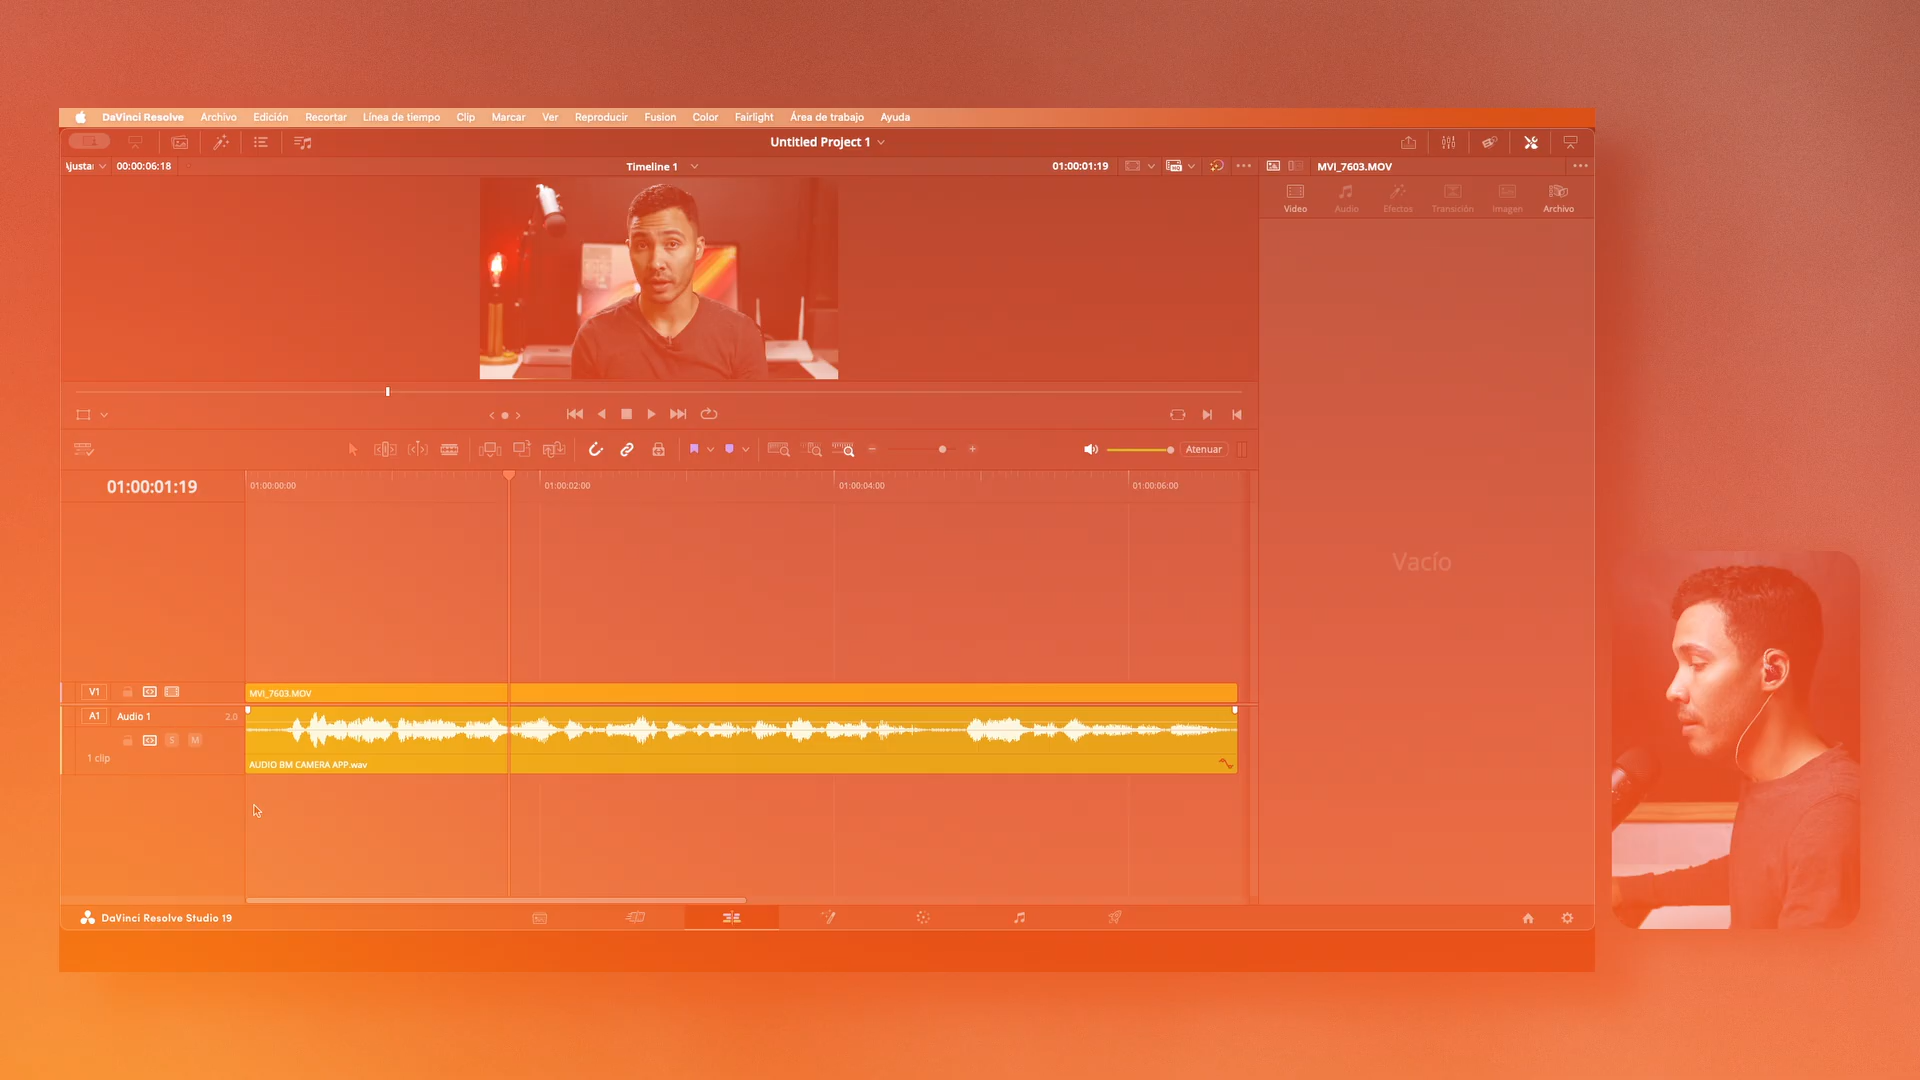 DaVinci Resolve Archivo Edición Recortar Línea de tiempo Clip Marcar Ver Reproducir Fusion Color Fairlight Área de trabajo Ayuda
Untitled Project 1
00:00:06:18 Timeline 1 01:00:01:19 MVI_7603.MOV
Video Audio Efectos Transición Imagen Archivo
Atenuar
01:00:01:19 01:00:00:00 01:00:02:00 01:00:04:00 01:00:06:00
Vacío
V1 MVI_7603.MOV
A1 Audio 1 2.0
S M
1 clip
AUDIO BM CAMERA APP.wav
DaVinci Resolve Studio 19